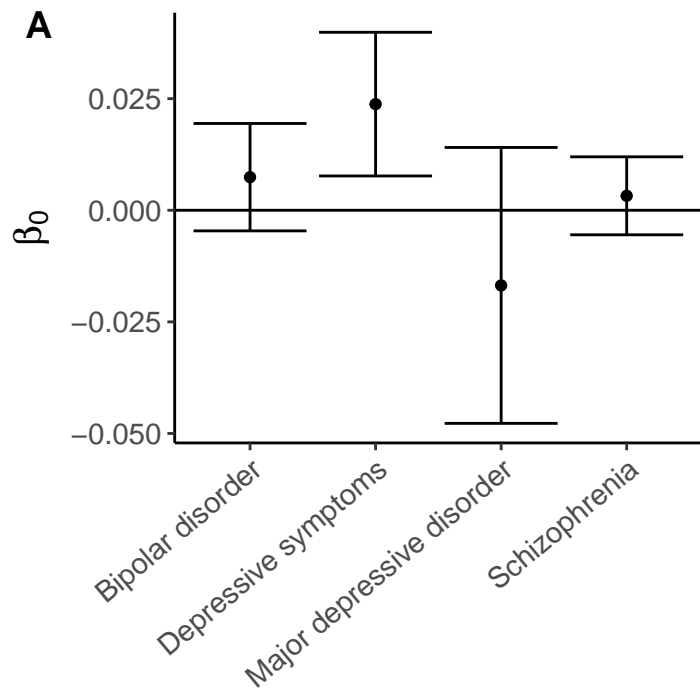 A
0.025
0.000
−0.025
−0.050
β0
Bipolar disorder
Depressive symptoms
Major depressive disorder
Schizophrenia